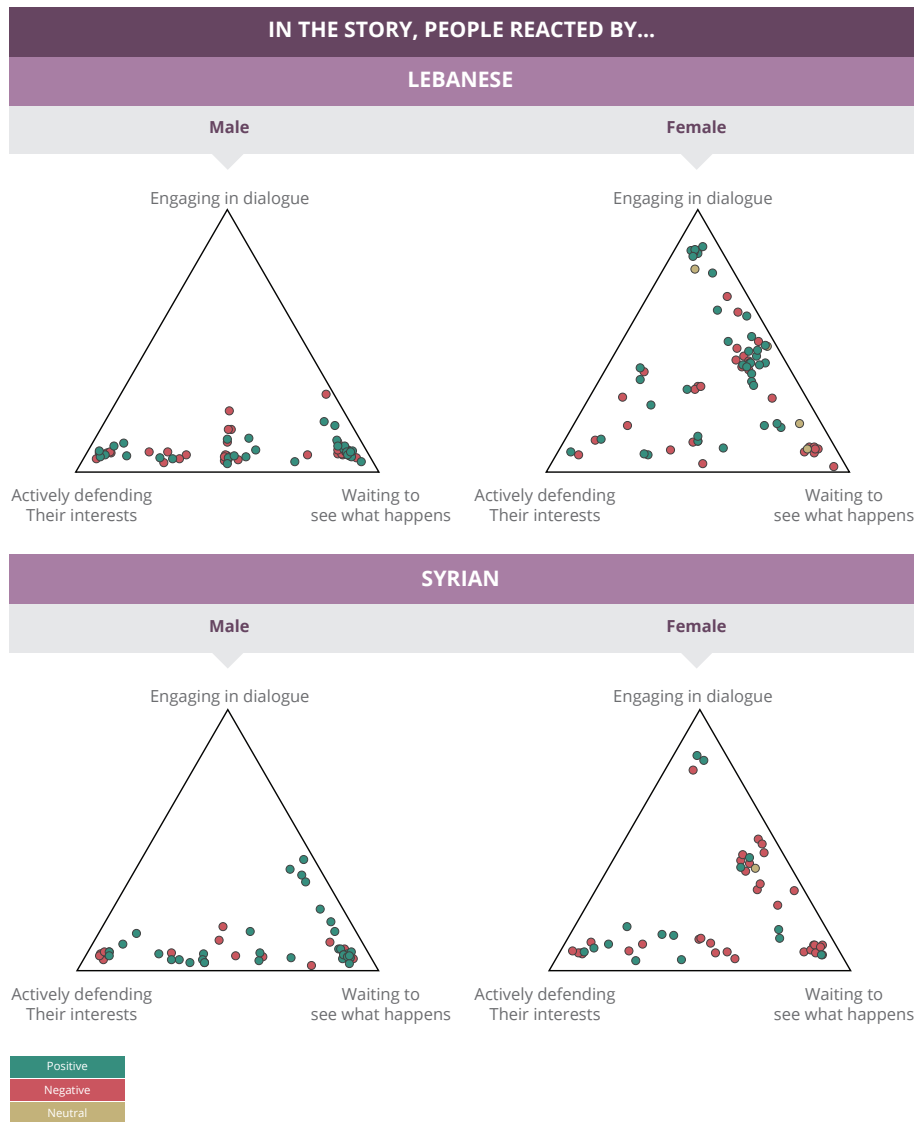 IN THE STORY, PEOPLE REACTED BY...
LEBANESE
Male
Female
Engaging in dialogue
Engaging in dialogue
Actively defending
Their interests
Waiting to
see what happens
Actively defending
Their interests
Waiting to
see what happens
SYRIAN
Male
Female
Engaging in dialogue
Engaging in dialogue
Actively defending
Their interests
Waiting to
see what happens
Actively defending
Their interests
Waiting to
see what happens
Positive
Negative
Neutral